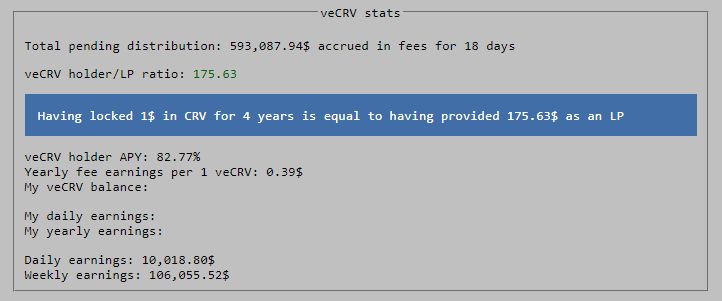 veCRV stats
Total pending distribution: 593,087.94$ accrued in fees for 18 days
veCRV holder/LP ratio: 175.63
Having locked 1$ in CRV for 4 years is equal to having provided 175.63$ as an LP
veCRV holder APY: 82.77%
Yearly fee earnings per 1 veCRV: 0.39$
My veCRV balance:
My daily earnings:
My yearly earnings:
Daily earnings: 10,018.80$
Weekly earnings: 106,055.52$